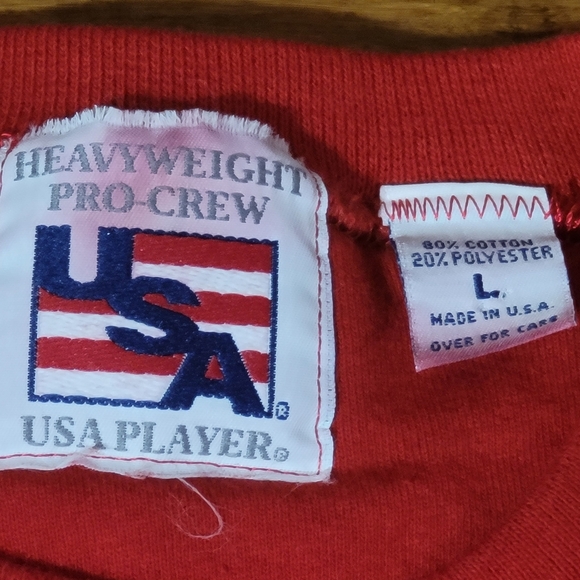 HEAVYWEIGHT
PRO-CREW
USA®
USA PLAYER®
80% COTTON
20% POLYESTER
L
MADE IN U.S.A.
OVER FOR CARE